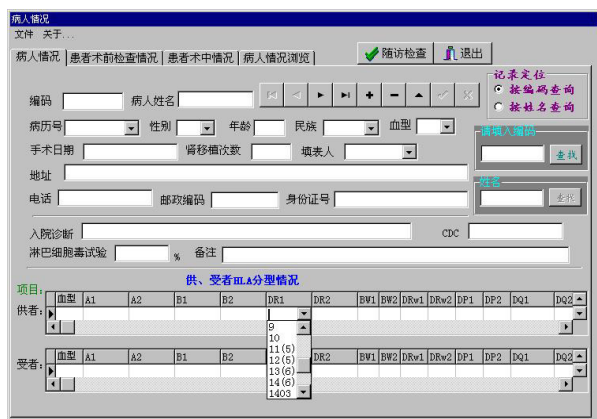 病人情况
文件 关于...
病人情况 患者术前检查情况 患者术中情况 病人情况浏览 随访检查 退出
记录定位
编码 病人姓名 按编码查询
按姓名查询
病历号 性别 年龄 民族 血型
请填入编码
手术日期 肾移植次数 填表人 查找
地址
姓名
电话 邮政编码 身份证号 查找
入院诊断 CDC
淋巴细胞毒试验 % 备注
供、受者HLA分型情况
项目:
血型 A1 A2 B1 B2 DR1 DR2 BW1 BW2 DRw1 DRw2 DP1 DP2 DQ1 DQ2
供者:
9
10
11(5)
12(5)
13(6)
14(6)
1403
血型 A1 A2 B1 B2 DR2 BW1 BW2 DRw1 DRw2 DP1 DP2 DQ1 DQ2
受者: